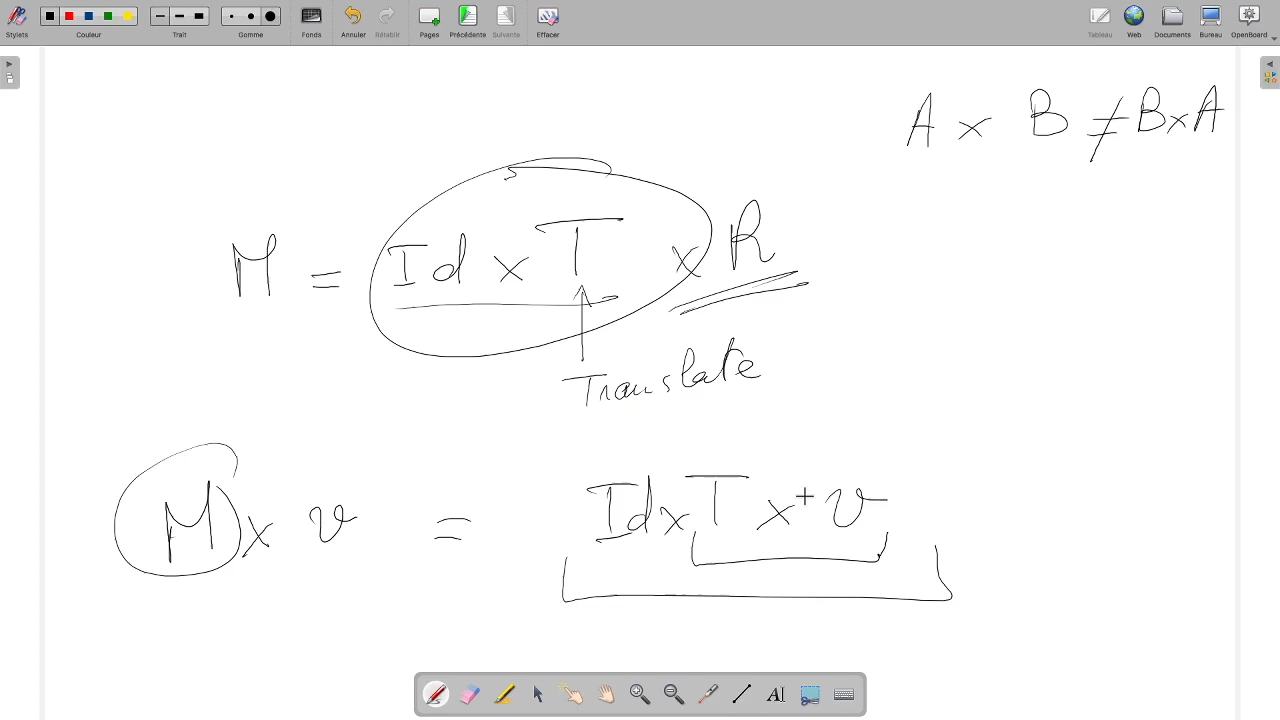 Stylets Couleur Trait Gomme Fonds Annuler Rétablir Pages Précédente Suivante Effacer Tableau Web Documents Bureau OpenBoard
A × B ≠ B × A
M = Id × T × R
Translate
M × v = Id × T × v
AI